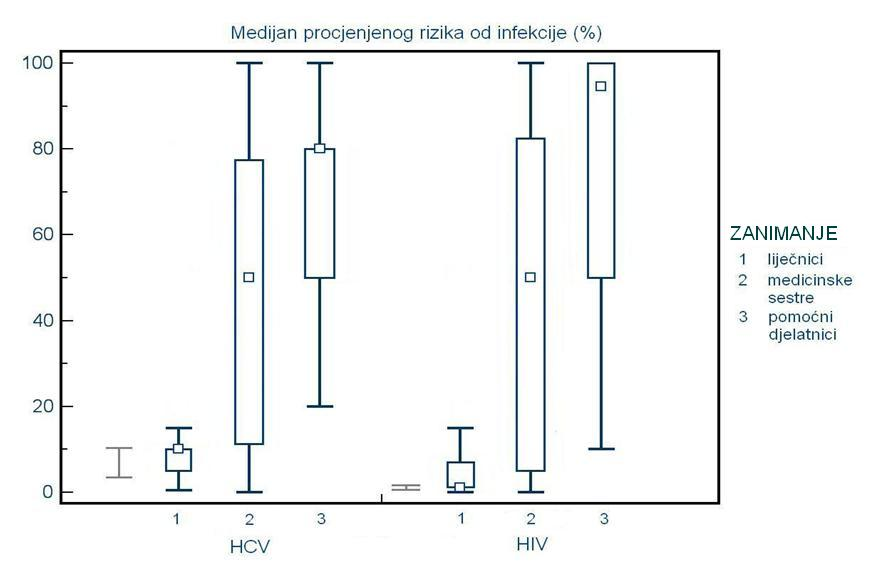 Medijan procjenjenog rizika od infekcije (%)
100
80
60
40
20
0
1 2 3 1 2 3
HCV HIV
ZANIMANJE
1 liječnici
2 medicinske
sestre
3 pomoćni
djelatnici